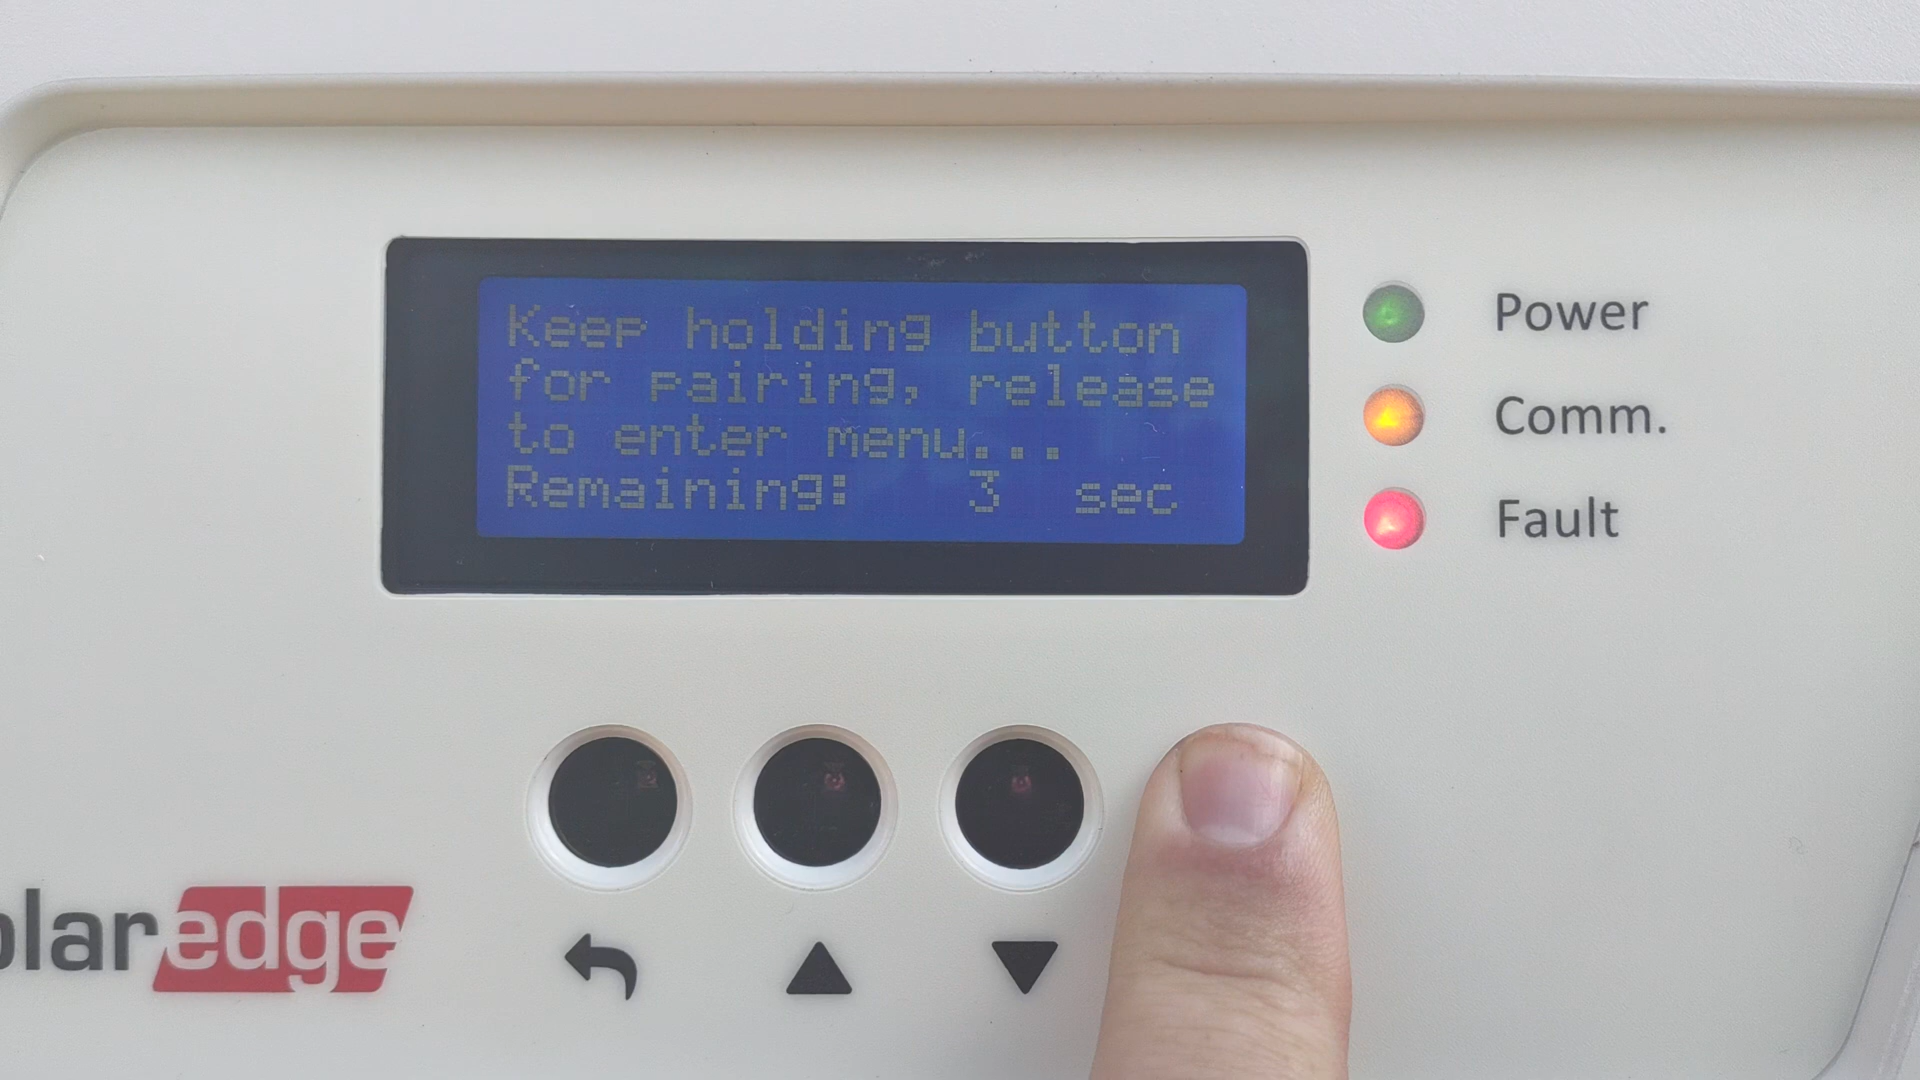 Keep holding button
for pairing, release
to enter menu...
Remaining: 3 sec
Power
Comm.
Fault
olaredge